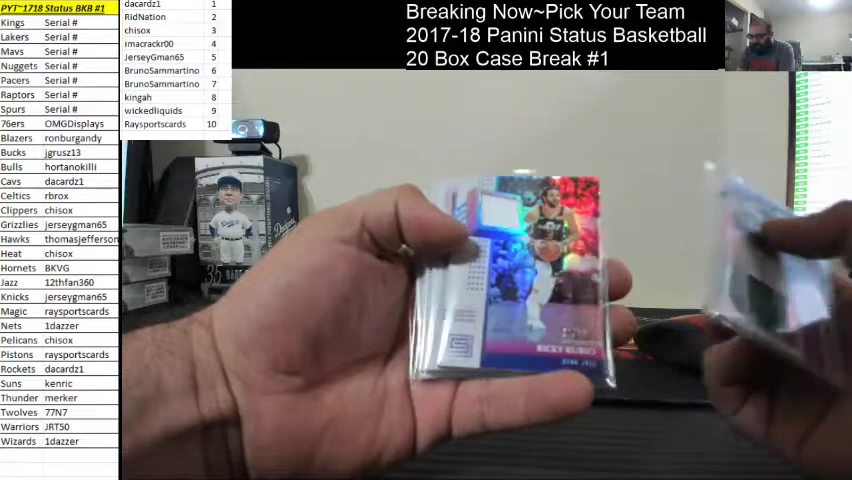 PYT~1718 Status BKB #1
Kings Serial #
Lakers Serial #
Mavs Serial #
Nuggets Serial #
Pacers Serial #
Raptors Serial #
Spurs Serial #
76ers OMGDisplays
Blazers ronburgandy
Bucks jgrusz13
Bulls hortanokilli
Cavs dacardz1
Celtics rbrox
Clippers chisox
Grizzlies jerseygman65
Hawks thomasjefferson
Heat chisox
Hornets BKVG
Jazz 12thfan360
Knicks jerseygman65
Magic raysportscards
Nets 1dazzer
Pelicans chisox
Pistons raysportscards
Rockets dacardz1
Suns kenric
Thunder merker
Twolves 77N7
Warriors JRT50
Wizards 1dazzer
dacardz 1
RidNation 2
chisox 3
imacrackr00 4
JerseyGman65 5
BrunoSammartino 6
BrunoSammartino 7
kingah 8
wickedliquids 9
Raysportscards 10
Breaking Now~Pick Your Team
2017-18 Panini Status Basketball
20 Box Case Break #1
Dodgers
35
RICKY RUBIO
UTAH JAZZ